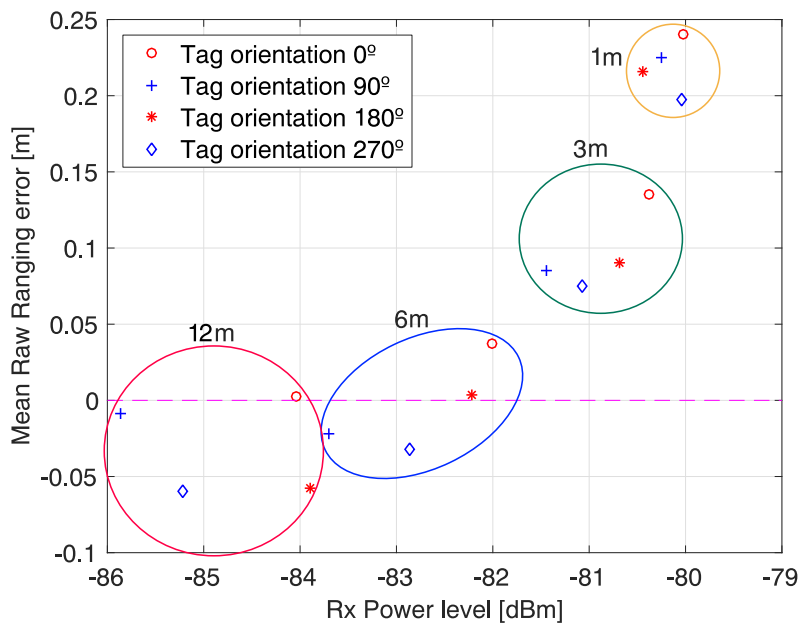 0.25
0.2
0.15
0.1
0.05
0
-0.05
-0.1
Mean Raw Ranging error [m]
Tag orientation 0º
Tag orientation 90º
Tag orientation 180º
Tag orientation 270º
1m
3m
6m
12m
-86 -85 -84 -83 -82 -81 -80 -79
Rx Power level [dBm]